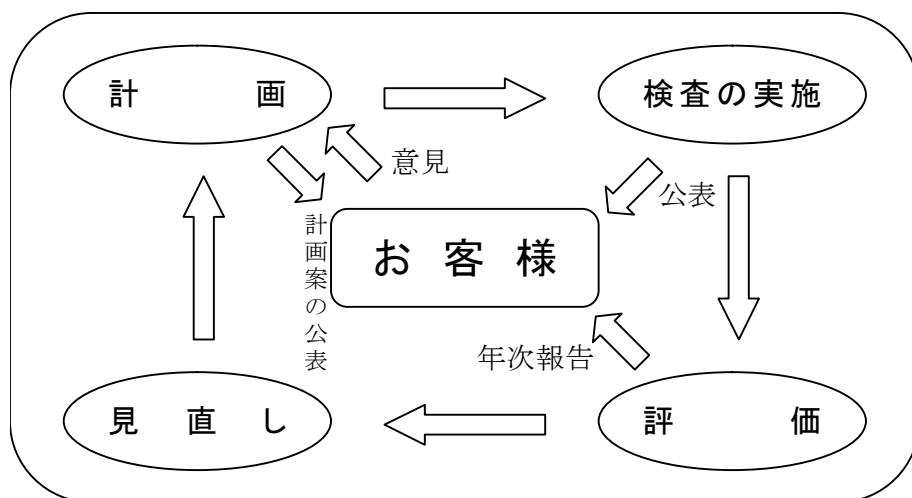 計画
検査の実施
意見
公表
計画案の公表
お客様
年次報告
見直し
評価